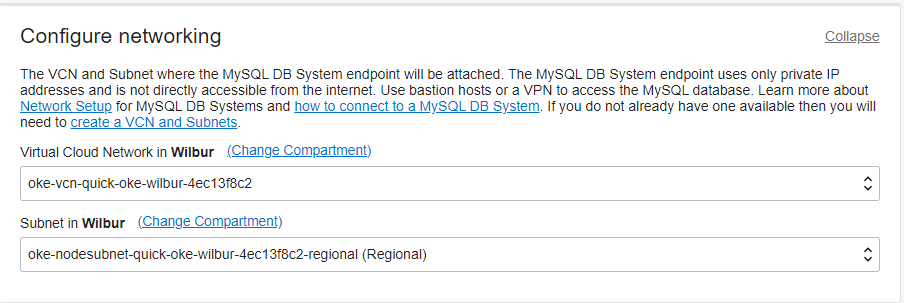 Configure networking
Collapse
The VCN and Subnet where the MySQL DB System endpoint will be attached. The MySQL DB System endpoint uses only private IP
addresses and is not directly accessible from the internet. Use bastion hosts or a VPN to access the MySQL database. Learn more about
Network Setup for MySQL DB Systems and how to connect to a MySQL DB System. If you do not already have one available then you will
need to create a VCN and Subnets.
Virtual Cloud Network in Wilbur (Change Compartment)
oke-vcn-quick-oke-wilbur-4ec13f8c2
Subnet in Wilbur (Change Compartment)
oke-nodesubnet-quick-oke-wilbur-4ec13f8c2-regional (Regional)